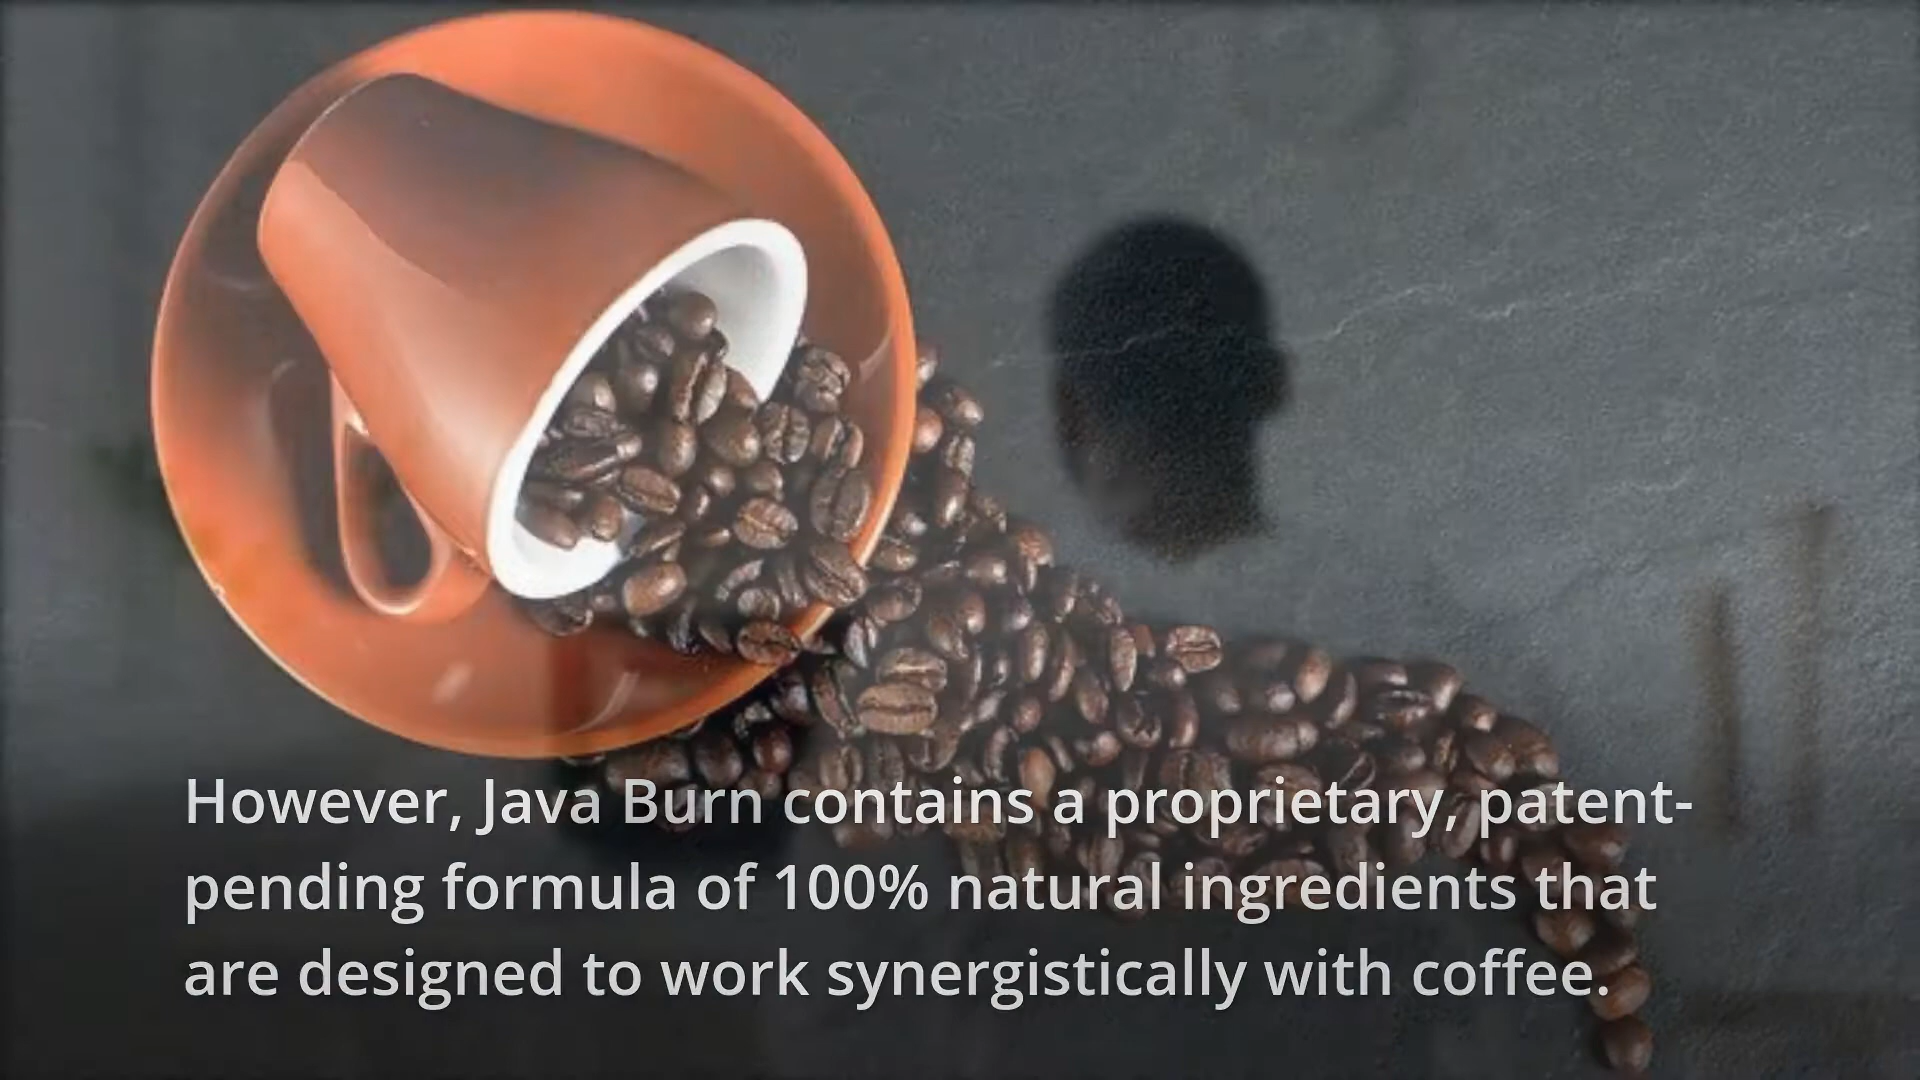 However, Java Burn contains a proprietary, patent-
pending formula of 100% natural ingredients that
are designed to work synergistically with coffee.